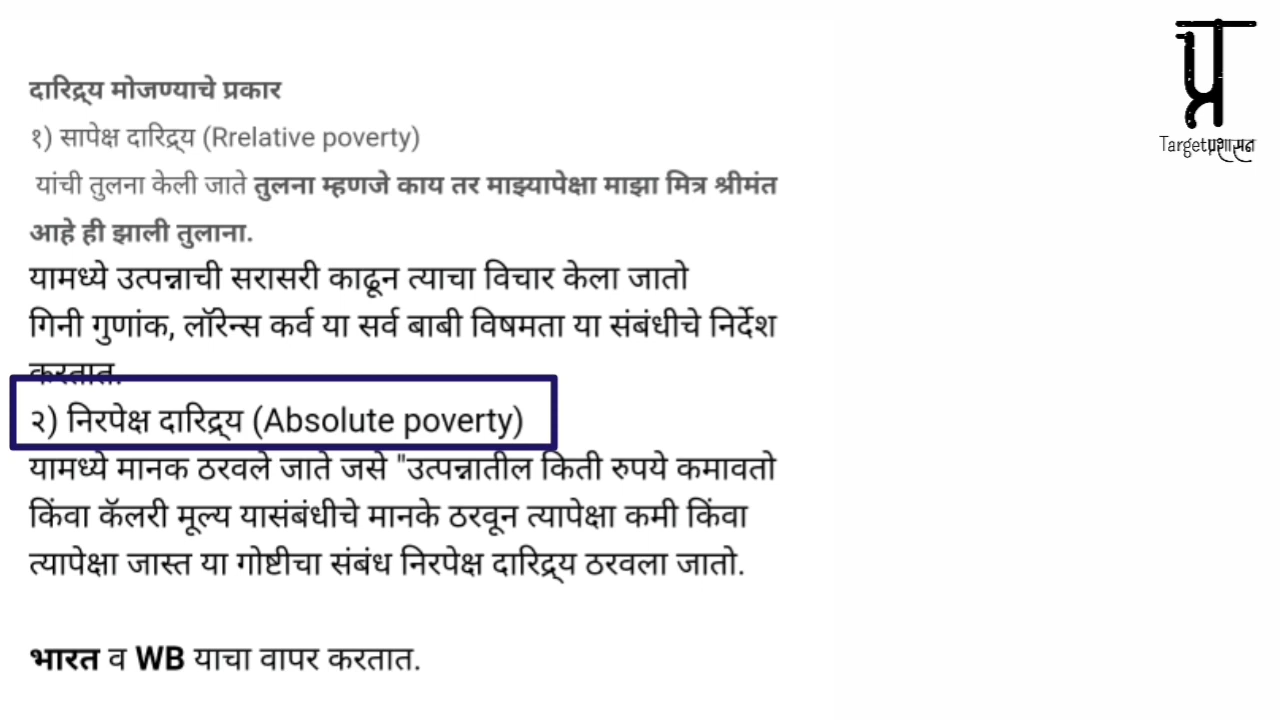 दारिद्र्य मोजण्याचे प्रकार
१) सापेक्ष दारिद्र्य (Rrelative poverty)
यांची तुलना केली जाते तुलना म्हणजे काय तर माझ्यापेक्षा माझा मित्र श्रीमंत
आहे ही झाली तुलाना.
यामध्ये उत्पन्नाची सरासरी काढून त्याचा विचार केला जातो
गिनी गुणांक, लॉरेन्स कर्व या सर्व बाबी विषमता या संबंधीचे निर्देश
करतात.
२) निरपेक्ष दारिद्र्य (Absolute poverty)
यामध्ये मानक ठरवले जाते जसे "उत्पन्नातील किती रुपये कमावतो
किंवा कॅलरी मूल्य यासंबंधीचे मानके ठरवून त्यापेक्षा कमी किंवा
त्यापेक्षा जास्त या गोष्टीचा संबंध निरपेक्ष दारिद्र्य ठरवला जातो.
भारत व WB याचा वापर करतात.
प्र
Targetप्रशासन